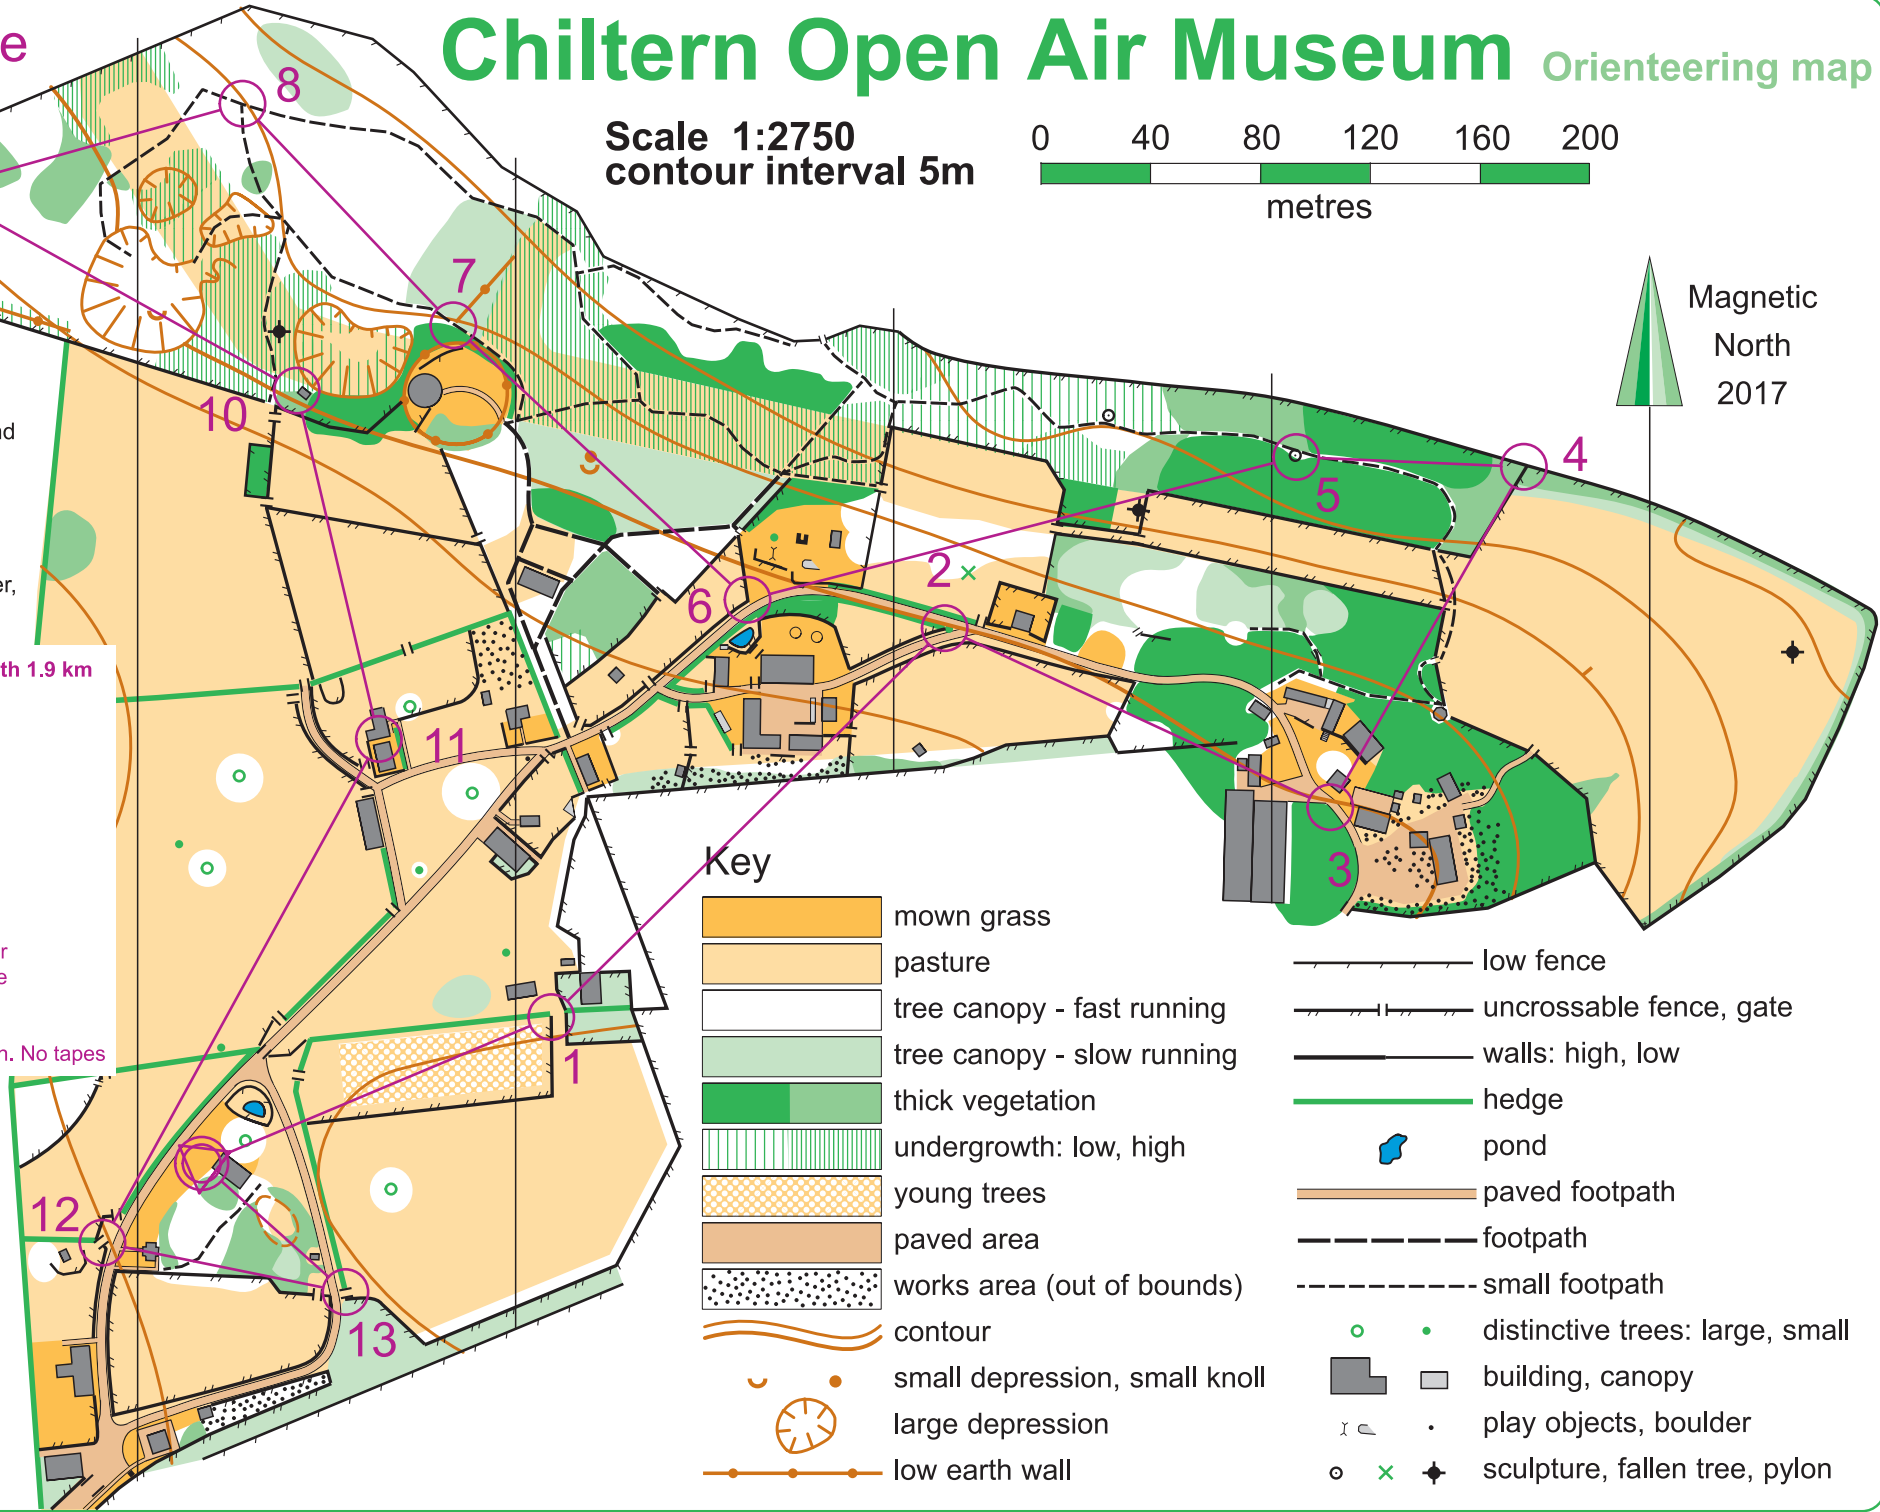 e
Chiltern Open Air Museum
Orienteering map
Scale 1:2750
contour interval 5m
0 40 80 120 160 200
metres
Magnetic
North
2017
8
7
10
4
5
2
6
11
3
1
12
13
d
er,
th 1.9 km
r
e
n. No tapes
Key
mown grass
pasture
tree canopy - fast running
tree canopy - slow running
thick vegetation
undergrowth: low, high
young trees
paved area
works area (out of bounds)
contour
small depression, small knoll
large depression
low earth wall
low fence
uncrossable fence, gate
walls: high, low
hedge
pond
paved footpath
footpath
small footpath
distinctive trees: large, small
building, canopy
play objects, boulder
sculpture, fallen tree, pylon